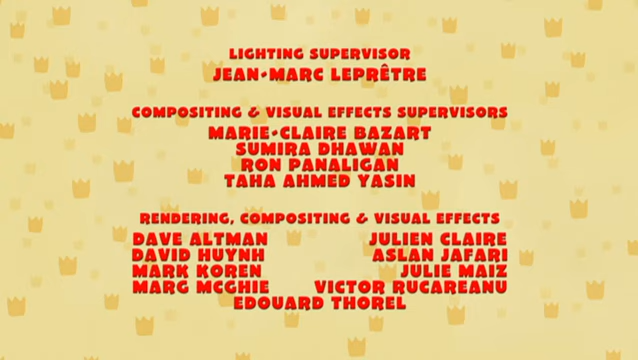 LIGHTING SUPERVISOR
JEAN-MARC LEPRÊTRE
COMPOSITING & VISUAL EFFECTS SUPERVISORS
MARIE-CLAIRE BAZART
SUMIRA DHAWAN
RON PANALIGAN
TAHA AHMED YASIN
RENDERING, COMPOSITING & VISUAL EFFECTS
DAVE ALTMAN JULIEN CLAIRE
DAVID HUYNH ASLAN JAFARI
MARK KOREN JULIE MAIZ
MARG MCGHIE VICTOR RUCAREANU
EDOUARD THOREL